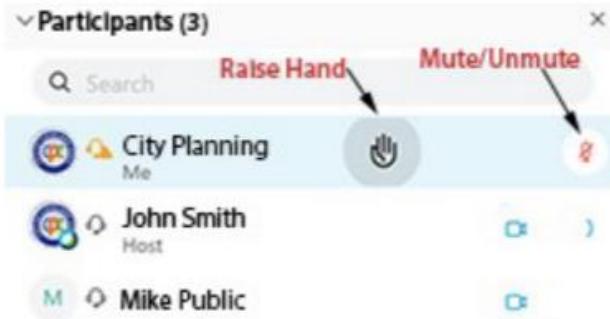 Participants (3)
Search
Raise Hand
Mute/Unmute
City Planning
Me
John Smith
Host
M
Mike Public